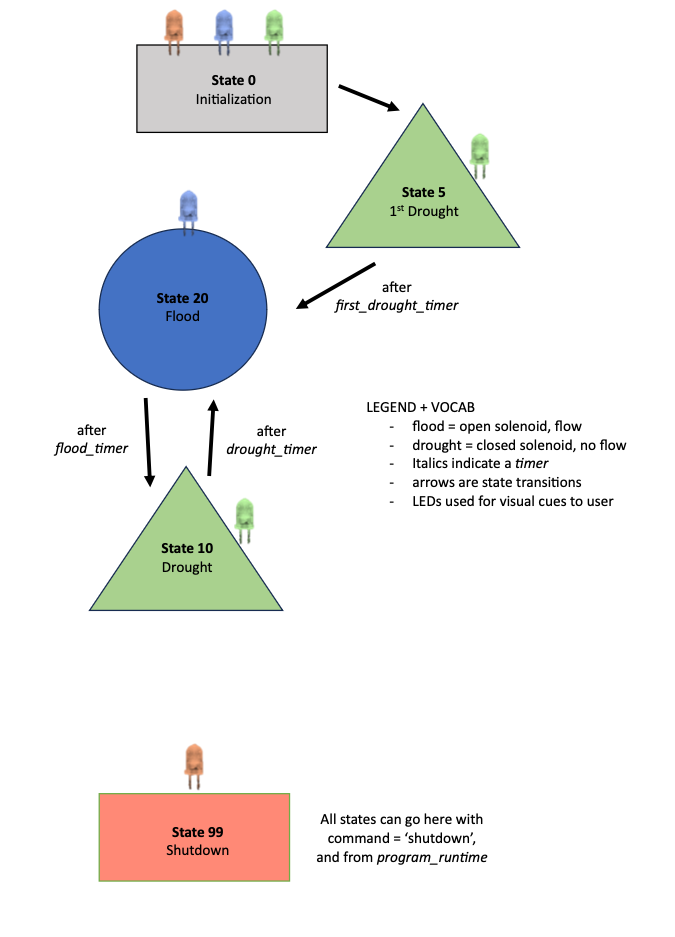 State 0
Initialization
State 5
1st Drought
State 20
Flood
after
first_drought_timer
after
flood_timer
after
drought_timer
LEGEND + VOCAB
- flood = open solenoid, flow
- drought = closed solenoid, no flow
- Italics indicate a timer
- arrows are state transitions
- LEDs used for visual cues to user
State 10
Drought
State 99
Shutdown
All states can go here with
command = ‘shutdown’,
and from program_runtime